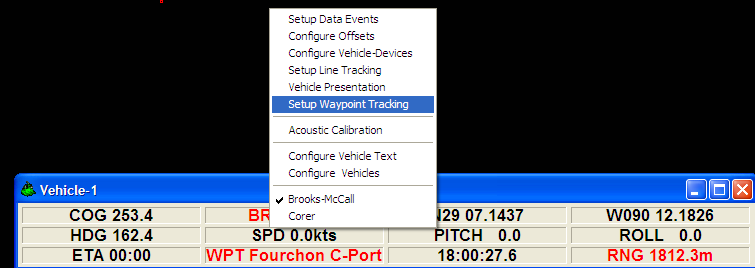 Setup Data Events
Configure Offsets
Configure Vehicle-Devices
Setup Line Tracking
Vehicle Presentation
Setup Waypoint Tracking
Acoustic Calibration
Configure Vehicle Text
Configure Vehicles
Brooks-McCall
Corer
Vehicle-1
COG 253.4 N29 07.1437 W090 12.1826
HDG 162.4 SPD 0.0kts PITCH 0.0 ROLL 0.0
ETA 00:00 WPT Fourchon C-Port 18:00:27.6 RNG 1812.3m